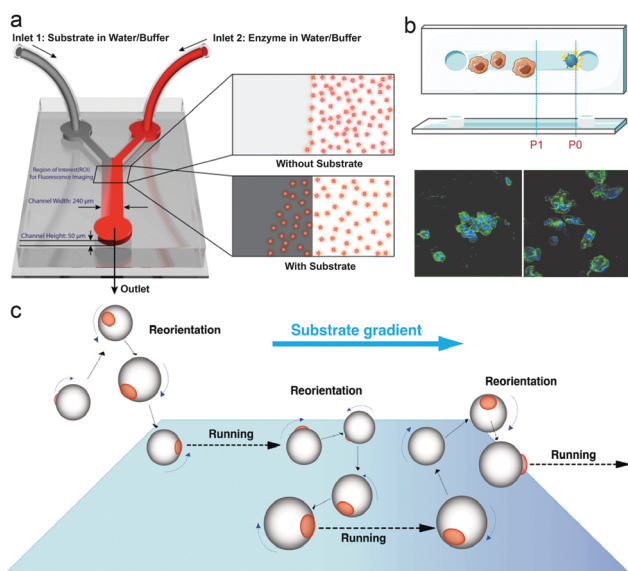 a
Inlet 1: Substrate in Water/Buffer
Inlet 2: Enzyme in Water/Buffer
Region of Interest(ROI)
for Fluorescence Imaging
Channel Width: 240 μm
Channel Height: 50 μm
Outlet
Without Substrate
With Substrate
b
P1 P0
c
Reorientation
Substrate gradient
Reorientation
Reorientation
Running
Running
Running